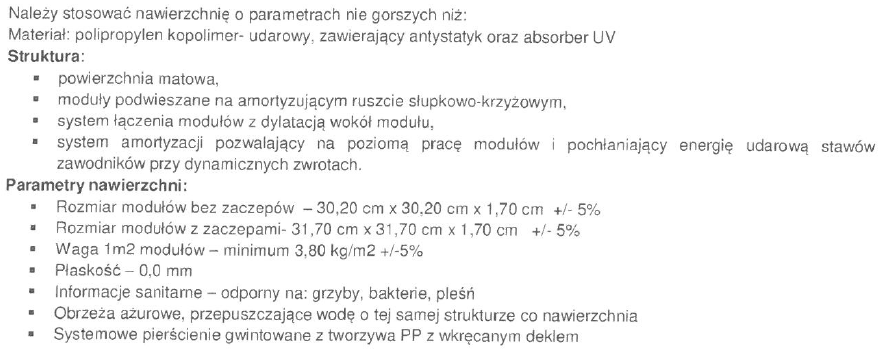 Należy stosować nawierzchnię o parametrach nie gorszych niż:
Materiał: polipropylen kopolimer- udarowy, zawierający antystatyk oraz absorber UV
Struktura:
▪ powierzchnia matowa,
▪ moduły podwieszane na amortyzującym ruszcie słupkowo-krzyżowym,
▪ system łączenia modułów z dylatacją wokół modułu,
▪ system amortyzacji pozwalający na poziomą pracę modułów i pochłaniający energię udarową stawów
zawodników przy dynamicznych zwrotach.
Parametry nawierzchni:
▪ Rozmiar modułów bez zaczepów – 30,20 cm x 30,20 cm x 1,70 cm +/- 5%
▪ Rozmiar modułów z zaczepami- 31,70 cm x 31,70 cm x 1,70 cm +/- 5%
▪ Waga 1m2 modułów – minimum 3,80 kg/m2 +/-5%
▪ Płaskość – 0,0 mm
▪ Informacje sanitarne – odporny na: grzyby, bakterie, pleśń
▪ Obrzeża ażurowe, przepuszczające wodę o tej samej strukturze co nawierzchnia
▪ Systemowe pierścienie gwintowane z tworzywa PP z wkręcanym deklem